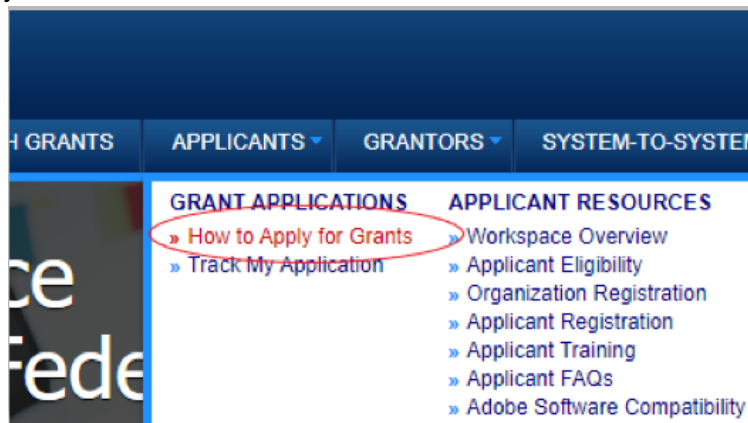 GRANTS
APPLICANTS
GRANTORS
SYSTEM-TO-SYSTEM
GRANT APPLICATIONS
» How to Apply for Grants
» Track My Application
APPLICANT RESOURCES
» Workspace Overview
» Applicant Eligibility
» Organization Registration
» Applicant Registration
» Applicant Training
» Applicant FAQs
» Adobe Software Compatibility
ce
Fede